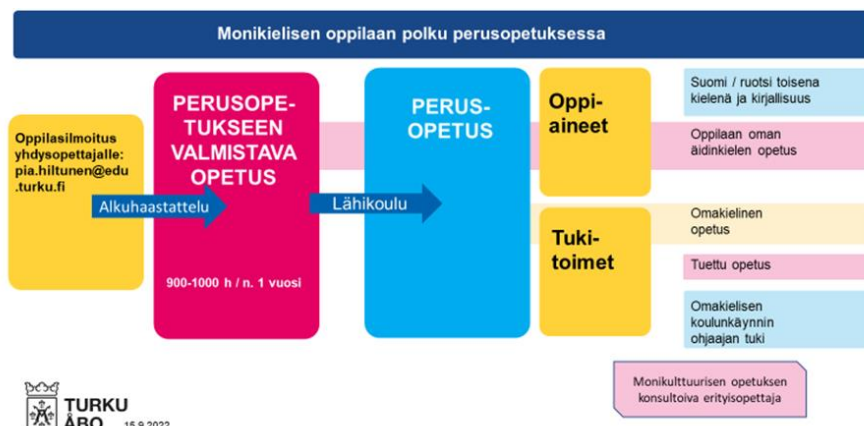 Monikielisen oppilaan polku perusopetuksessa
Oppilasilmoitus
yhdysopettajalle:
pia.hiltunen@edu
.turku.fi
Alkuhaastattelu
PERUSOPE-
TUKSEEN
VALMISTAVA
OPETUS
900-1000 h / n. 1 vuosi
Lähikoulu
PERUS-
OPETUS
Oppi-
aineet
Suomi / ruotsi toisena
kielenä ja kirjallisuus
Oppilaan oman
äidinkielen opetus
Tuki-
toimet
Omakielinen
opetus
Tuettu opetus
Omakielisen
koulunkäynnin
ohjaajan tuki
Monikulttuurisen opetuksen
konsultoiva erityisopettaja
TURKU
ÅBO
15.9.2022